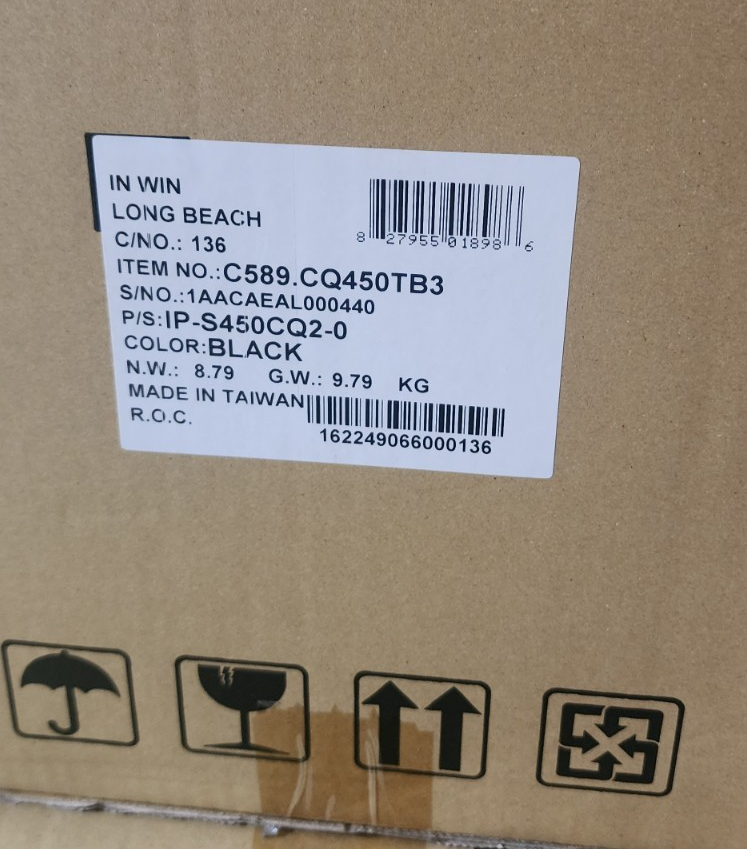 IN WIN
LONG BEACH
8 27955 01898 6
C/NO.: 136
ITEM NO.:C589.CQ450TB3
S/NO.:1AACAEAL000440
P/S:IP-S450CQ2-0
COLOR:BLACK
N.W.: 8.79 G.W.: 9.79 KG
MADE IN TAIWAN
R.O.C.
162249066000136